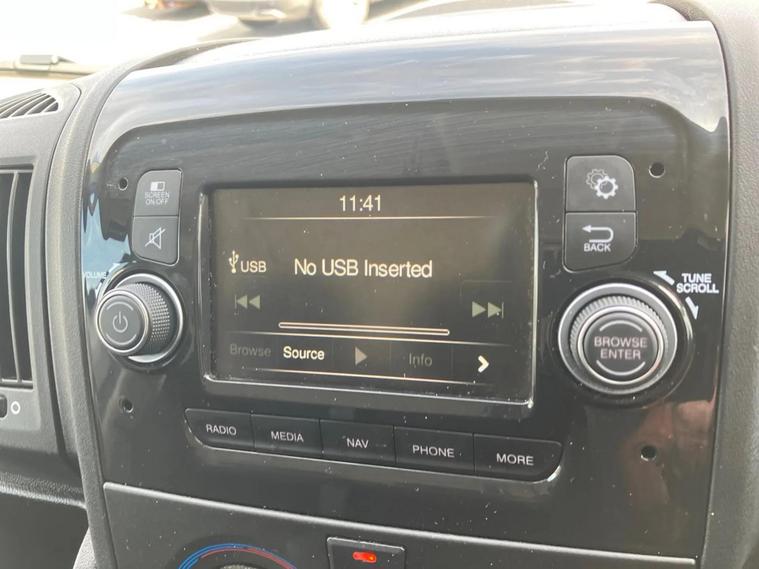 11:41
SCREEN
ON-OFF
USB
No USB Inserted
BACK
VOLUME
TUNE
SCROLL
BROWSE
ENTER
Browse
Source
Info
RADIO
MEDIA
NAV
PHONE
MORE
O